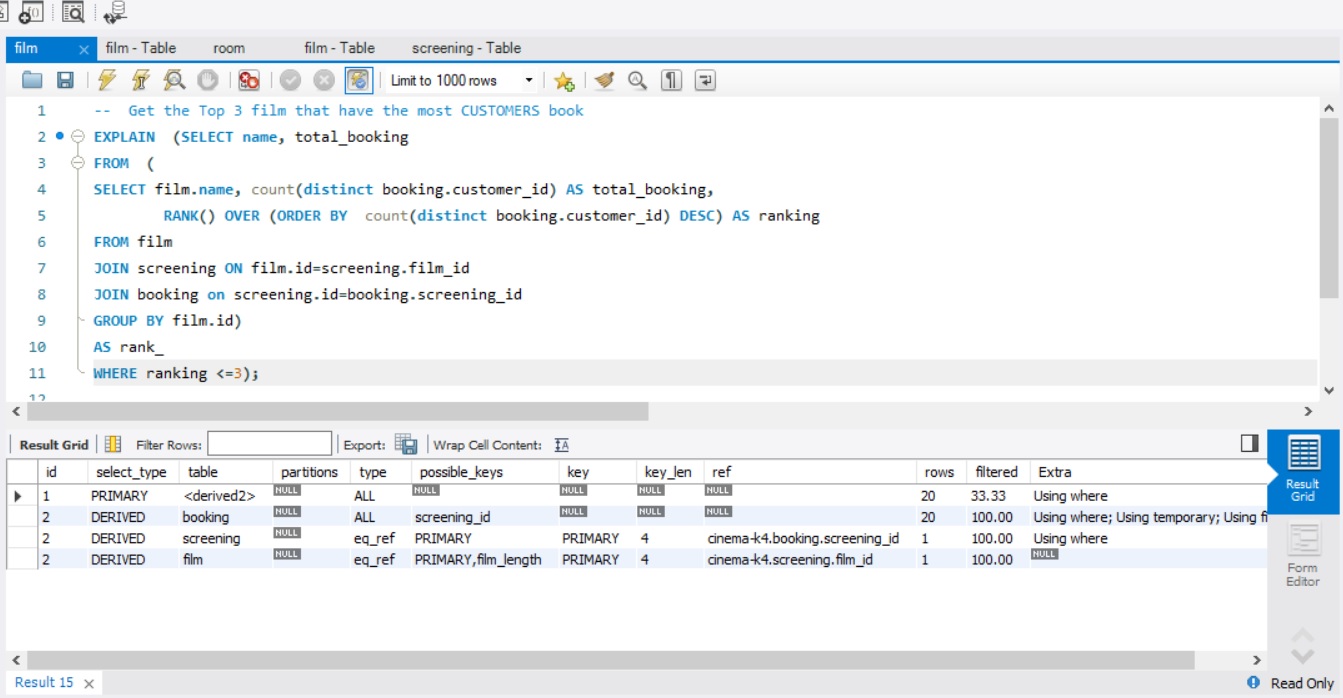 film × film - Table room film - Table screening - Table
Limit to 1000 rows
1 -- Get the Top 3 film that have the most CUSTOMERS book
2 EXPLAIN (SELECT name, total_booking
3 FROM (
4 SELECT film.name, count(distinct booking.customer_id) AS total_booking,
5 RANK() OVER (ORDER BY count(distinct booking.customer_id) DESC) AS ranking
6 FROM film
7 JOIN screening ON film.id=screening.film_id
8 JOIN booking on screening.id=booking.screening_id
9 GROUP BY film.id)
10 AS rank_
11 WHERE ranking <=3);
12
Result Grid Filter Rows: Export: Wrap Cell Content: IA
id select_type table partitions type possible_keys key key_len ref rows filtered Extra
1 PRIMARY <derived2> NULL ALL NULL NULL NULL NULL 20 33.33 Using where
2 DERIVED booking NULL ALL screening_id NULL NULL NULL 20 100.00 Using where; Using temporary; Using fi
2 DERIVED screening NULL eq_ref PRIMARY PRIMARY 4 cinema-k4.booking.screening_id 1 100.00 Using where
2 DERIVED film NULL eq_ref PRIMARY,film_length PRIMARY 4 cinema-k4.screening.film_id 1 100.00 NULL
Result
Grid
Form
Editor
Result 15 × Read Only